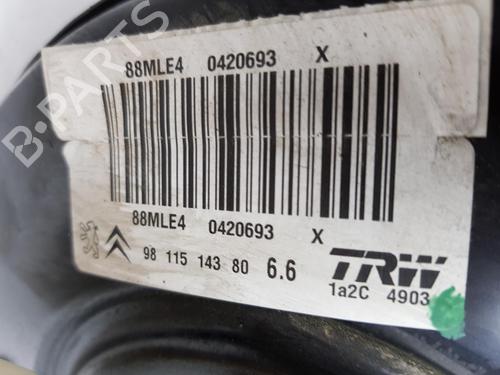 88MLE4 0420693 X
88MLE4 0420693 X
98 115 143 80 6.6
TRW
1a2C 4903
B-PARTS